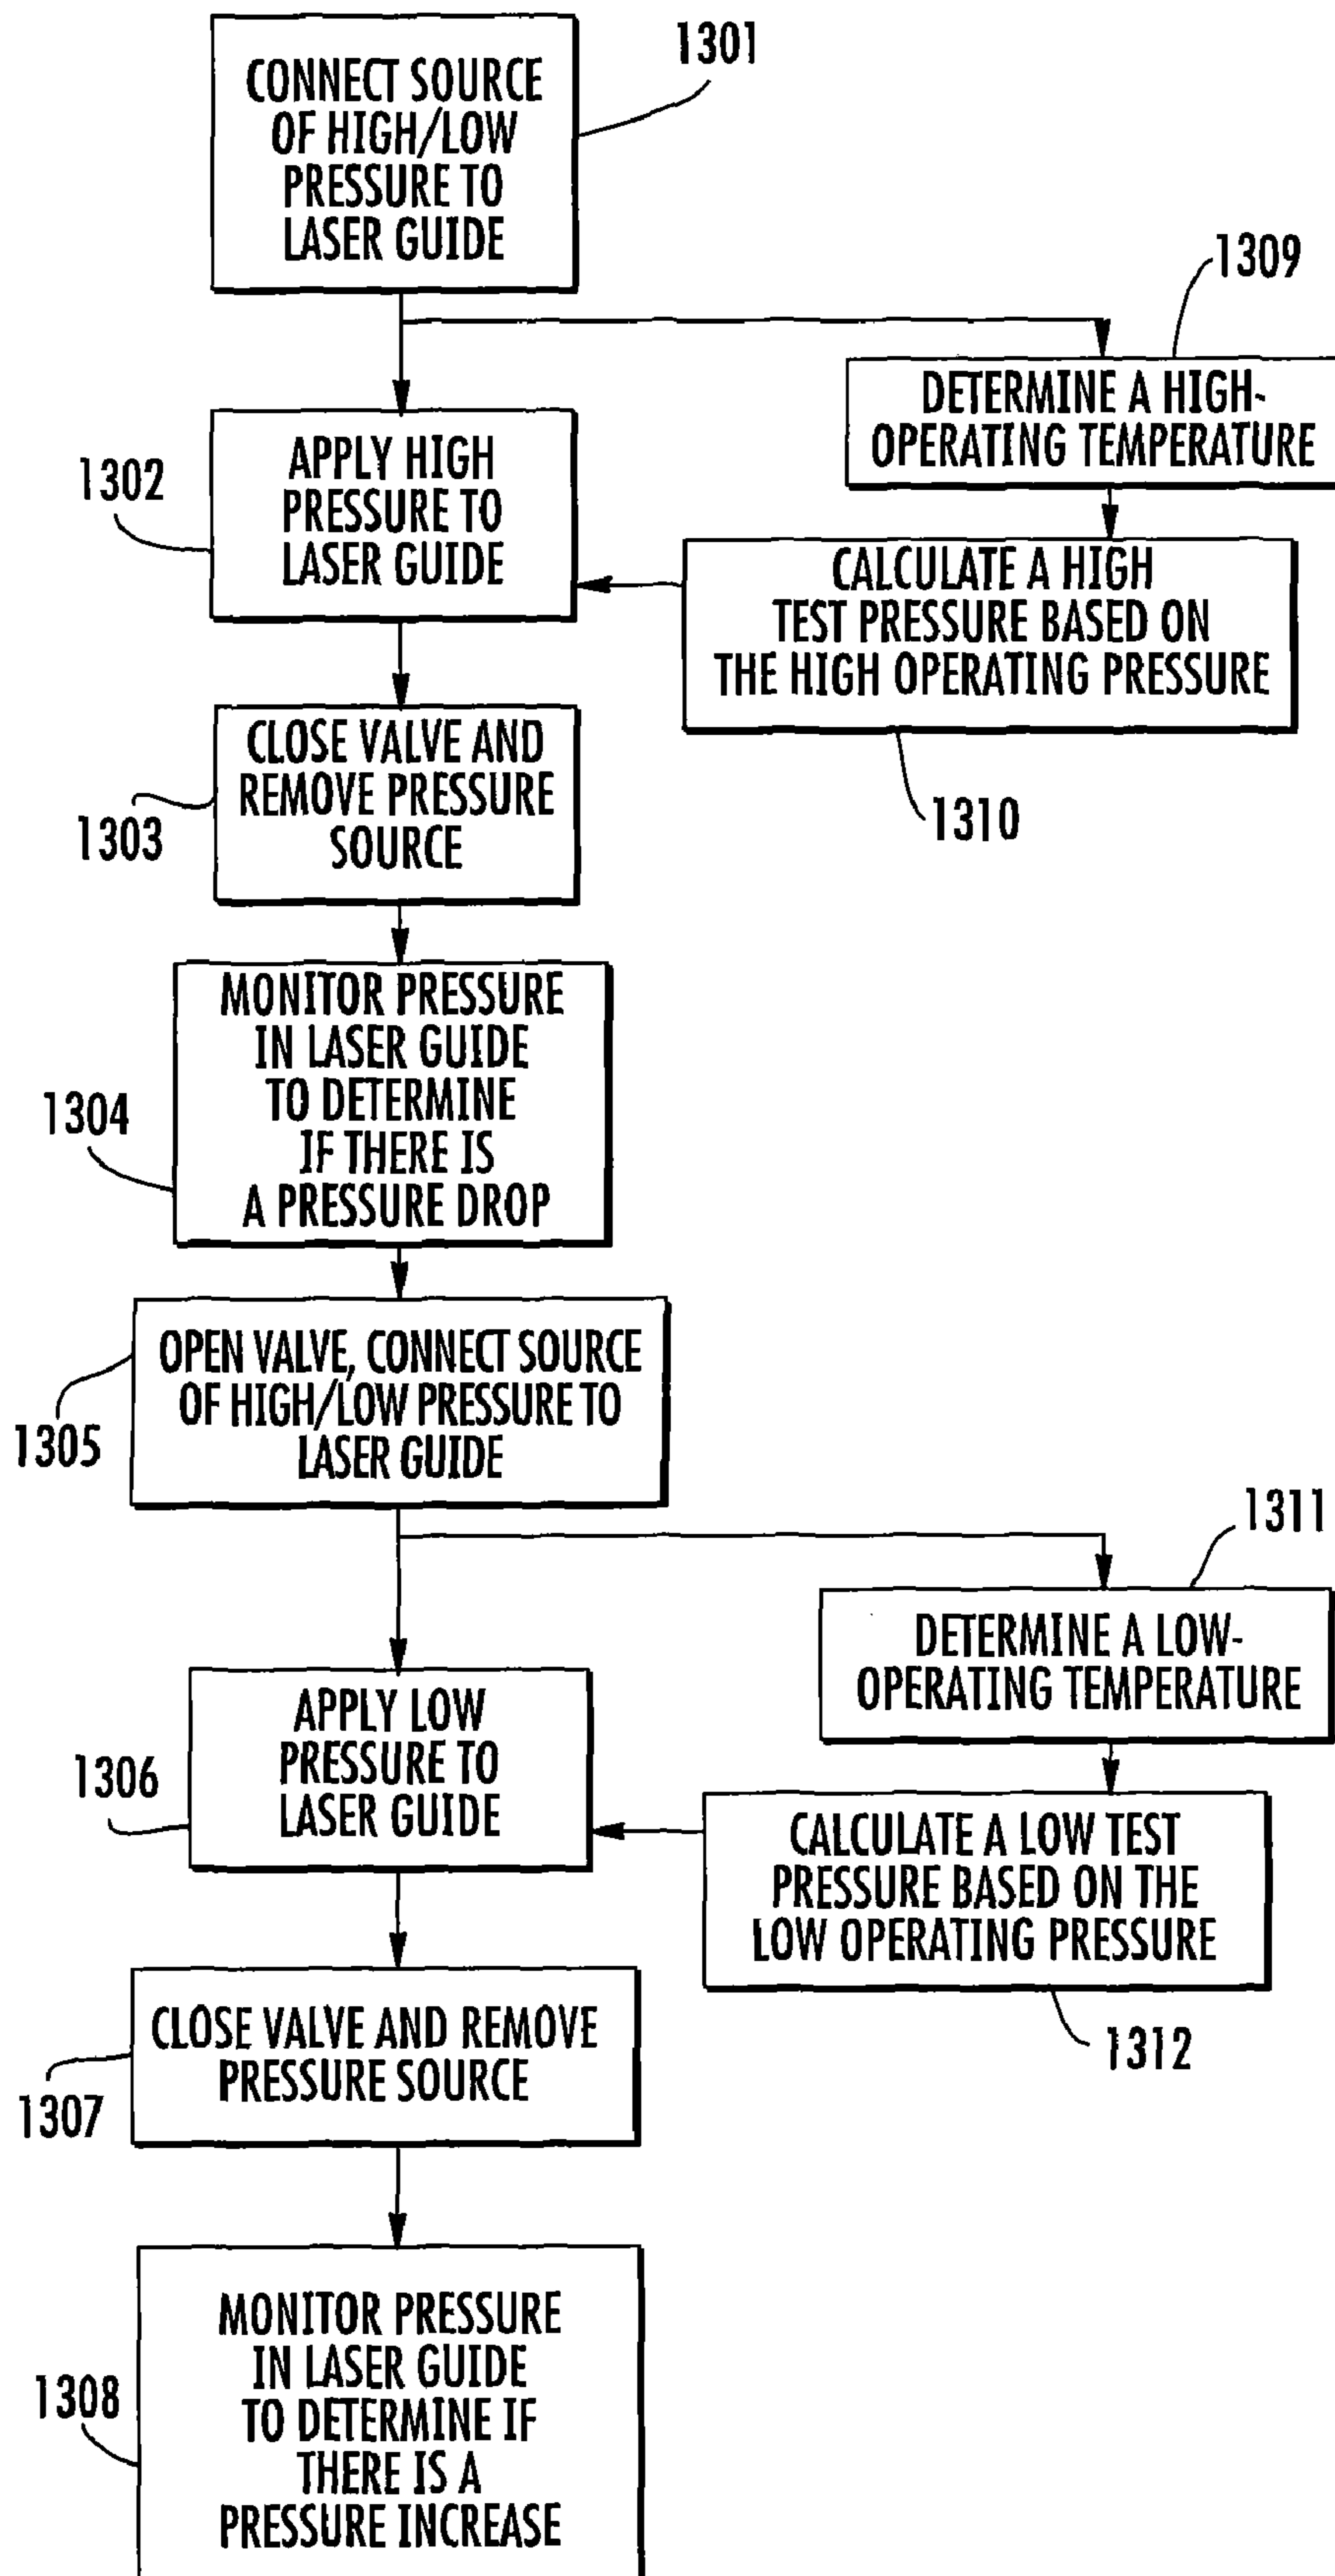 CONNECT SOURCE
OF HIGH/LOW
PRESSURE TO
LASER GUIDE
1301
1309
DETERMINE A HIGH-
OPERATING TEMPERATURE
APPLY HIGH
PRESSURE TO
LASER GUIDE
1302
CALCULATE A HIGH
TEST PRESSURE BASED ON
THE HIGH OPERATING PRESSURE
1310
CLOSE VALVE AND
REMOVE PRESSURE
SOURCE
1303
MONITOR PRESSURE
IN LASER GUIDE
TO DETERMINE
IF THERE IS
A PRESSURE DROP
1304
OPEN VALVE, CONNECT SOURCE
OF HIGH/LOW PRESSURE TO
LASER GUIDE
1305
1311
DETERMINE A LOW-
OPERATING TEMPERATURE
APPLY LOW
PRESSURE TO
LASER GUIDE
1306
CALCULATE A LOW TEST
PRESSURE BASED ON THE
LOW OPERATING PRESSURE
1312
CLOSE VALVE AND REMOVE
PRESSURE SOURCE
1307
MONITOR PRESSURE
IN LASER GUIDE
TO DETERMINE IF
THERE IS A
PRESSURE INCREASE
1308